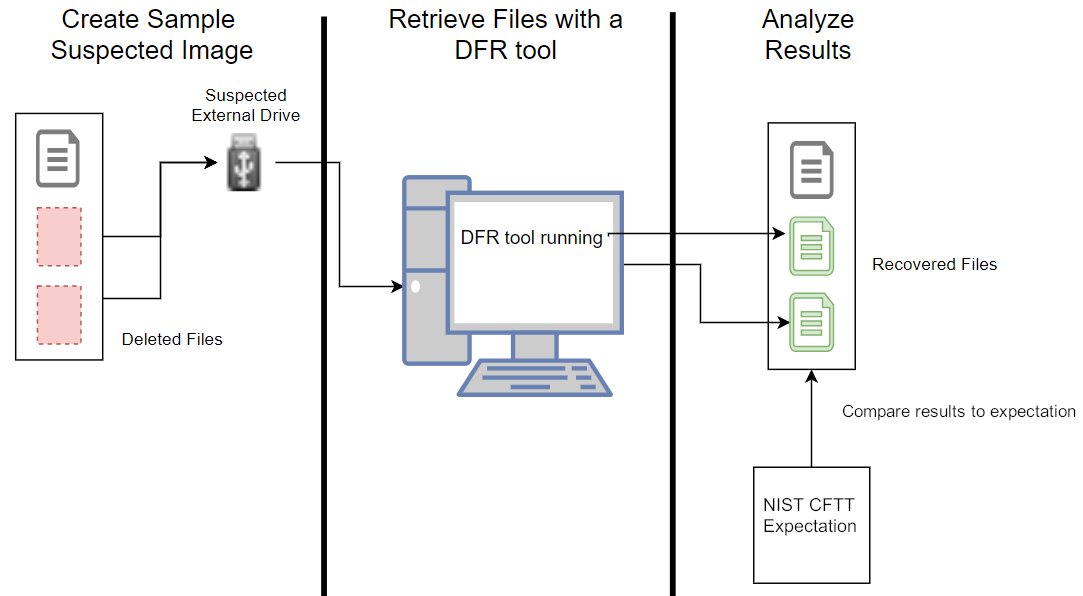 Create Sample
Suspected Image
Retrieve Files with a
DFR tool
Analyze
Results
Suspected
External Drive
Deleted Files
DFR tool running
Recovered Files
Compare results to expectation
NIST CFTT
Expectation